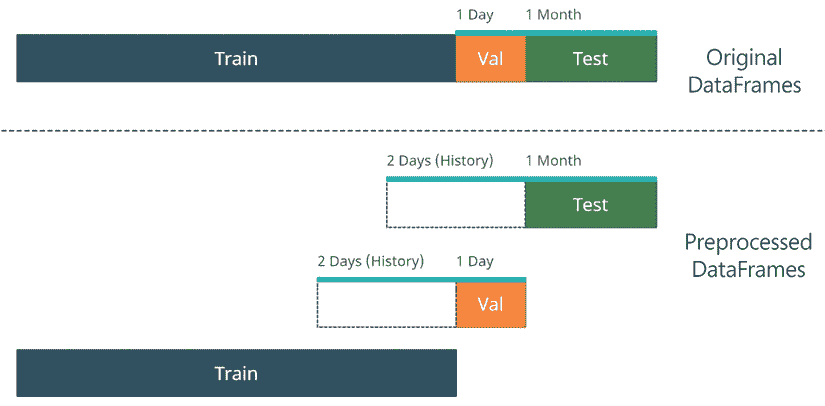 1 Day
1 Month
Train
Val
Test
Original
DataFrames
2 Days (History)
1 Month
Test
Preprocessed
DataFrames
2 Days (History)
1 Day
Val
Train